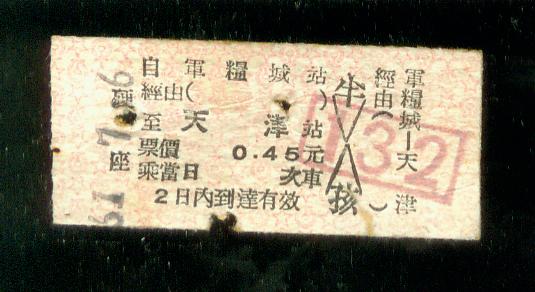 自軍糧城站
經由( )
至天津站
票價 0.45元
乘當日 次車
2日內到達有效
硬座
半孩
軍糧城—天津
經由( )
32